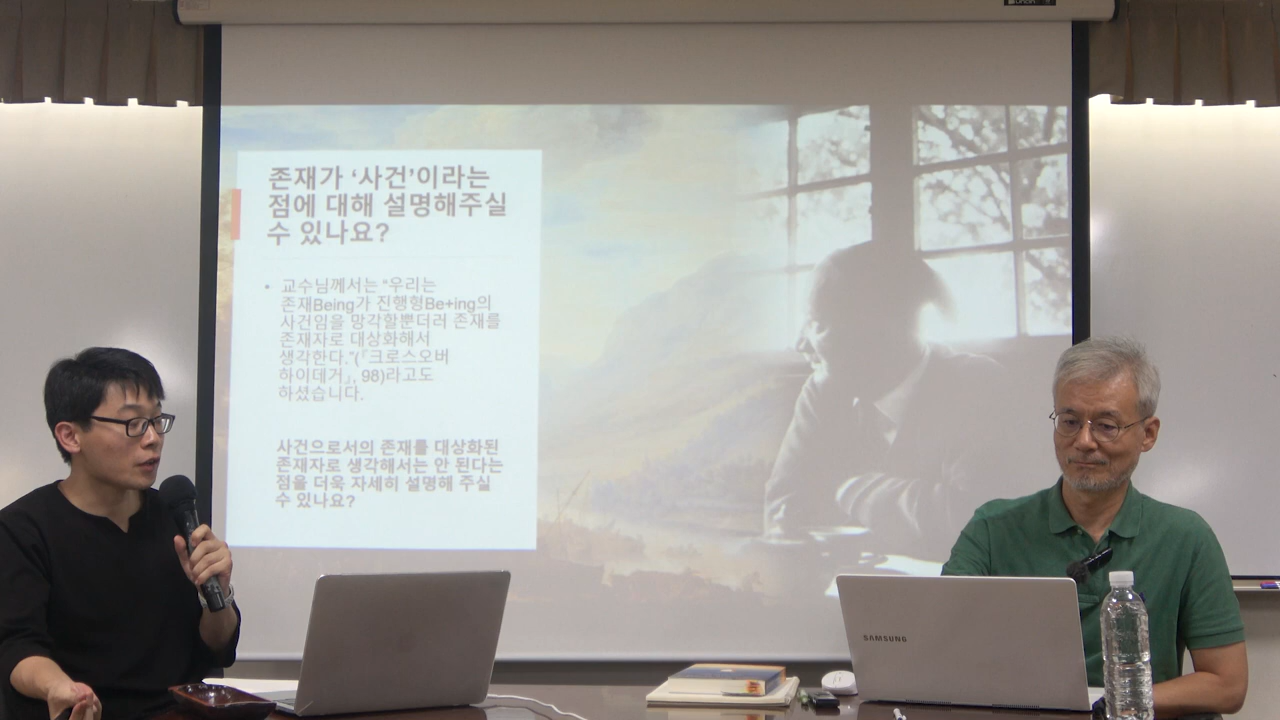 존재가 ‘사건’이라는
점에 대해 설명해주실
수 있나요?
• 교수님께서는 “우리는
존재Being가 진행형Be+ing의
사건임을 망각할뿐더러 존재를
존재자로 대상화해서
생각한다.”(『크로스오버
하이데거』, 98)라고도
하셨습니다.
사건으로서의 존재를 대상화된
존재자로 생각해서는 안 된다는
점을 더욱 자세히 설명해 주실
수 있나요?
SAMSUNG